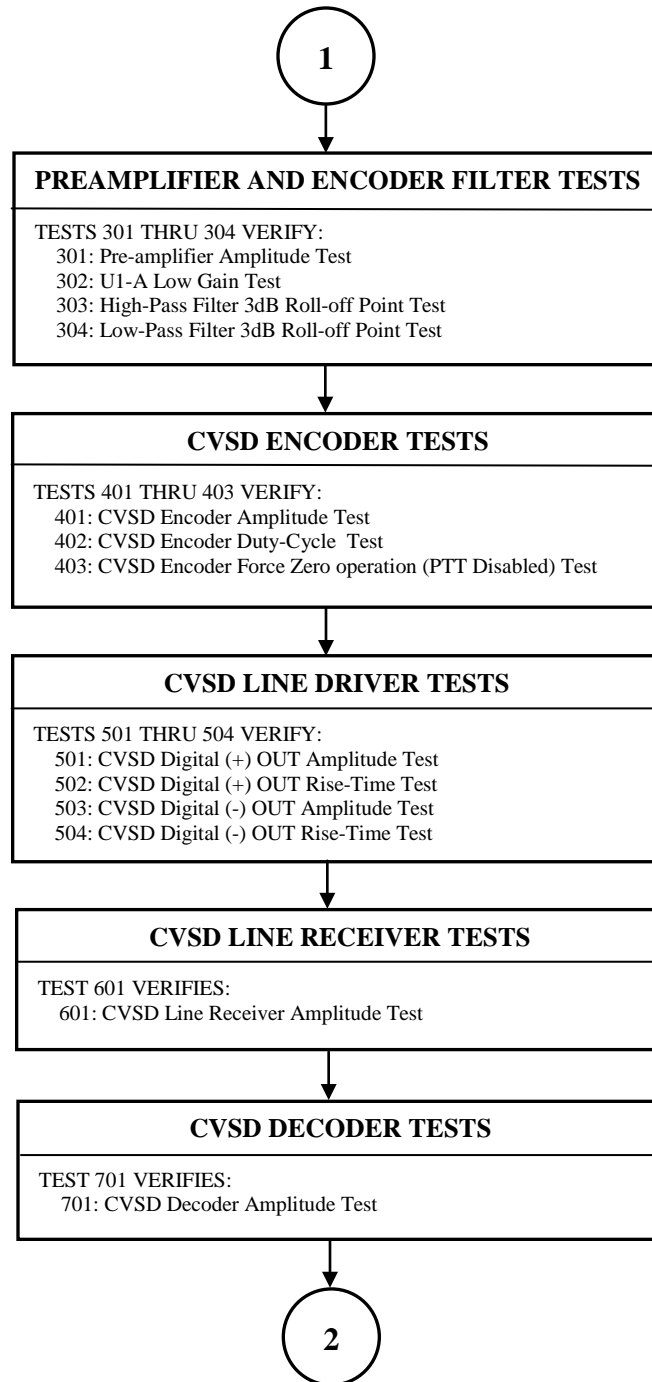 1
PREAMPLIFIER AND ENCODER FILTER TESTS
TESTS 301 THRU 304 VERIFY:
301: Pre-amplifier Amplitude Test
302: U1-A Low Gain Test
303: High-Pass Filter 3dB Roll-off Point Test
304: Low-Pass Filter 3dB Roll-off Point Test
CVSD ENCODER TESTS
TESTS 401 THRU 403 VERIFY:
401: CVSD Encoder Amplitude Test
402: CVSD Encoder Duty-Cycle Test
403: CVSD Encoder Force Zero operation (PTT Disabled) Test
CVSD LINE DRIVER TESTS
TESTS 501 THRU 504 VERIFY:
501: CVSD Digital (+) OUT Amplitude Test
502: CVSD Digital (+) OUT Rise-Time Test
503: CVSD Digital (-) OUT Amplitude Test
504: CVSD Digital (-) OUT Rise-Time Test
CVSD LINE RECEIVER TESTS
TEST 601 VERIFIES:
601: CVSD Line Receiver Amplitude Test
CVSD DECODER TESTS
TEST 701 VERIFIES:
701: CVSD Decoder Amplitude Test
2